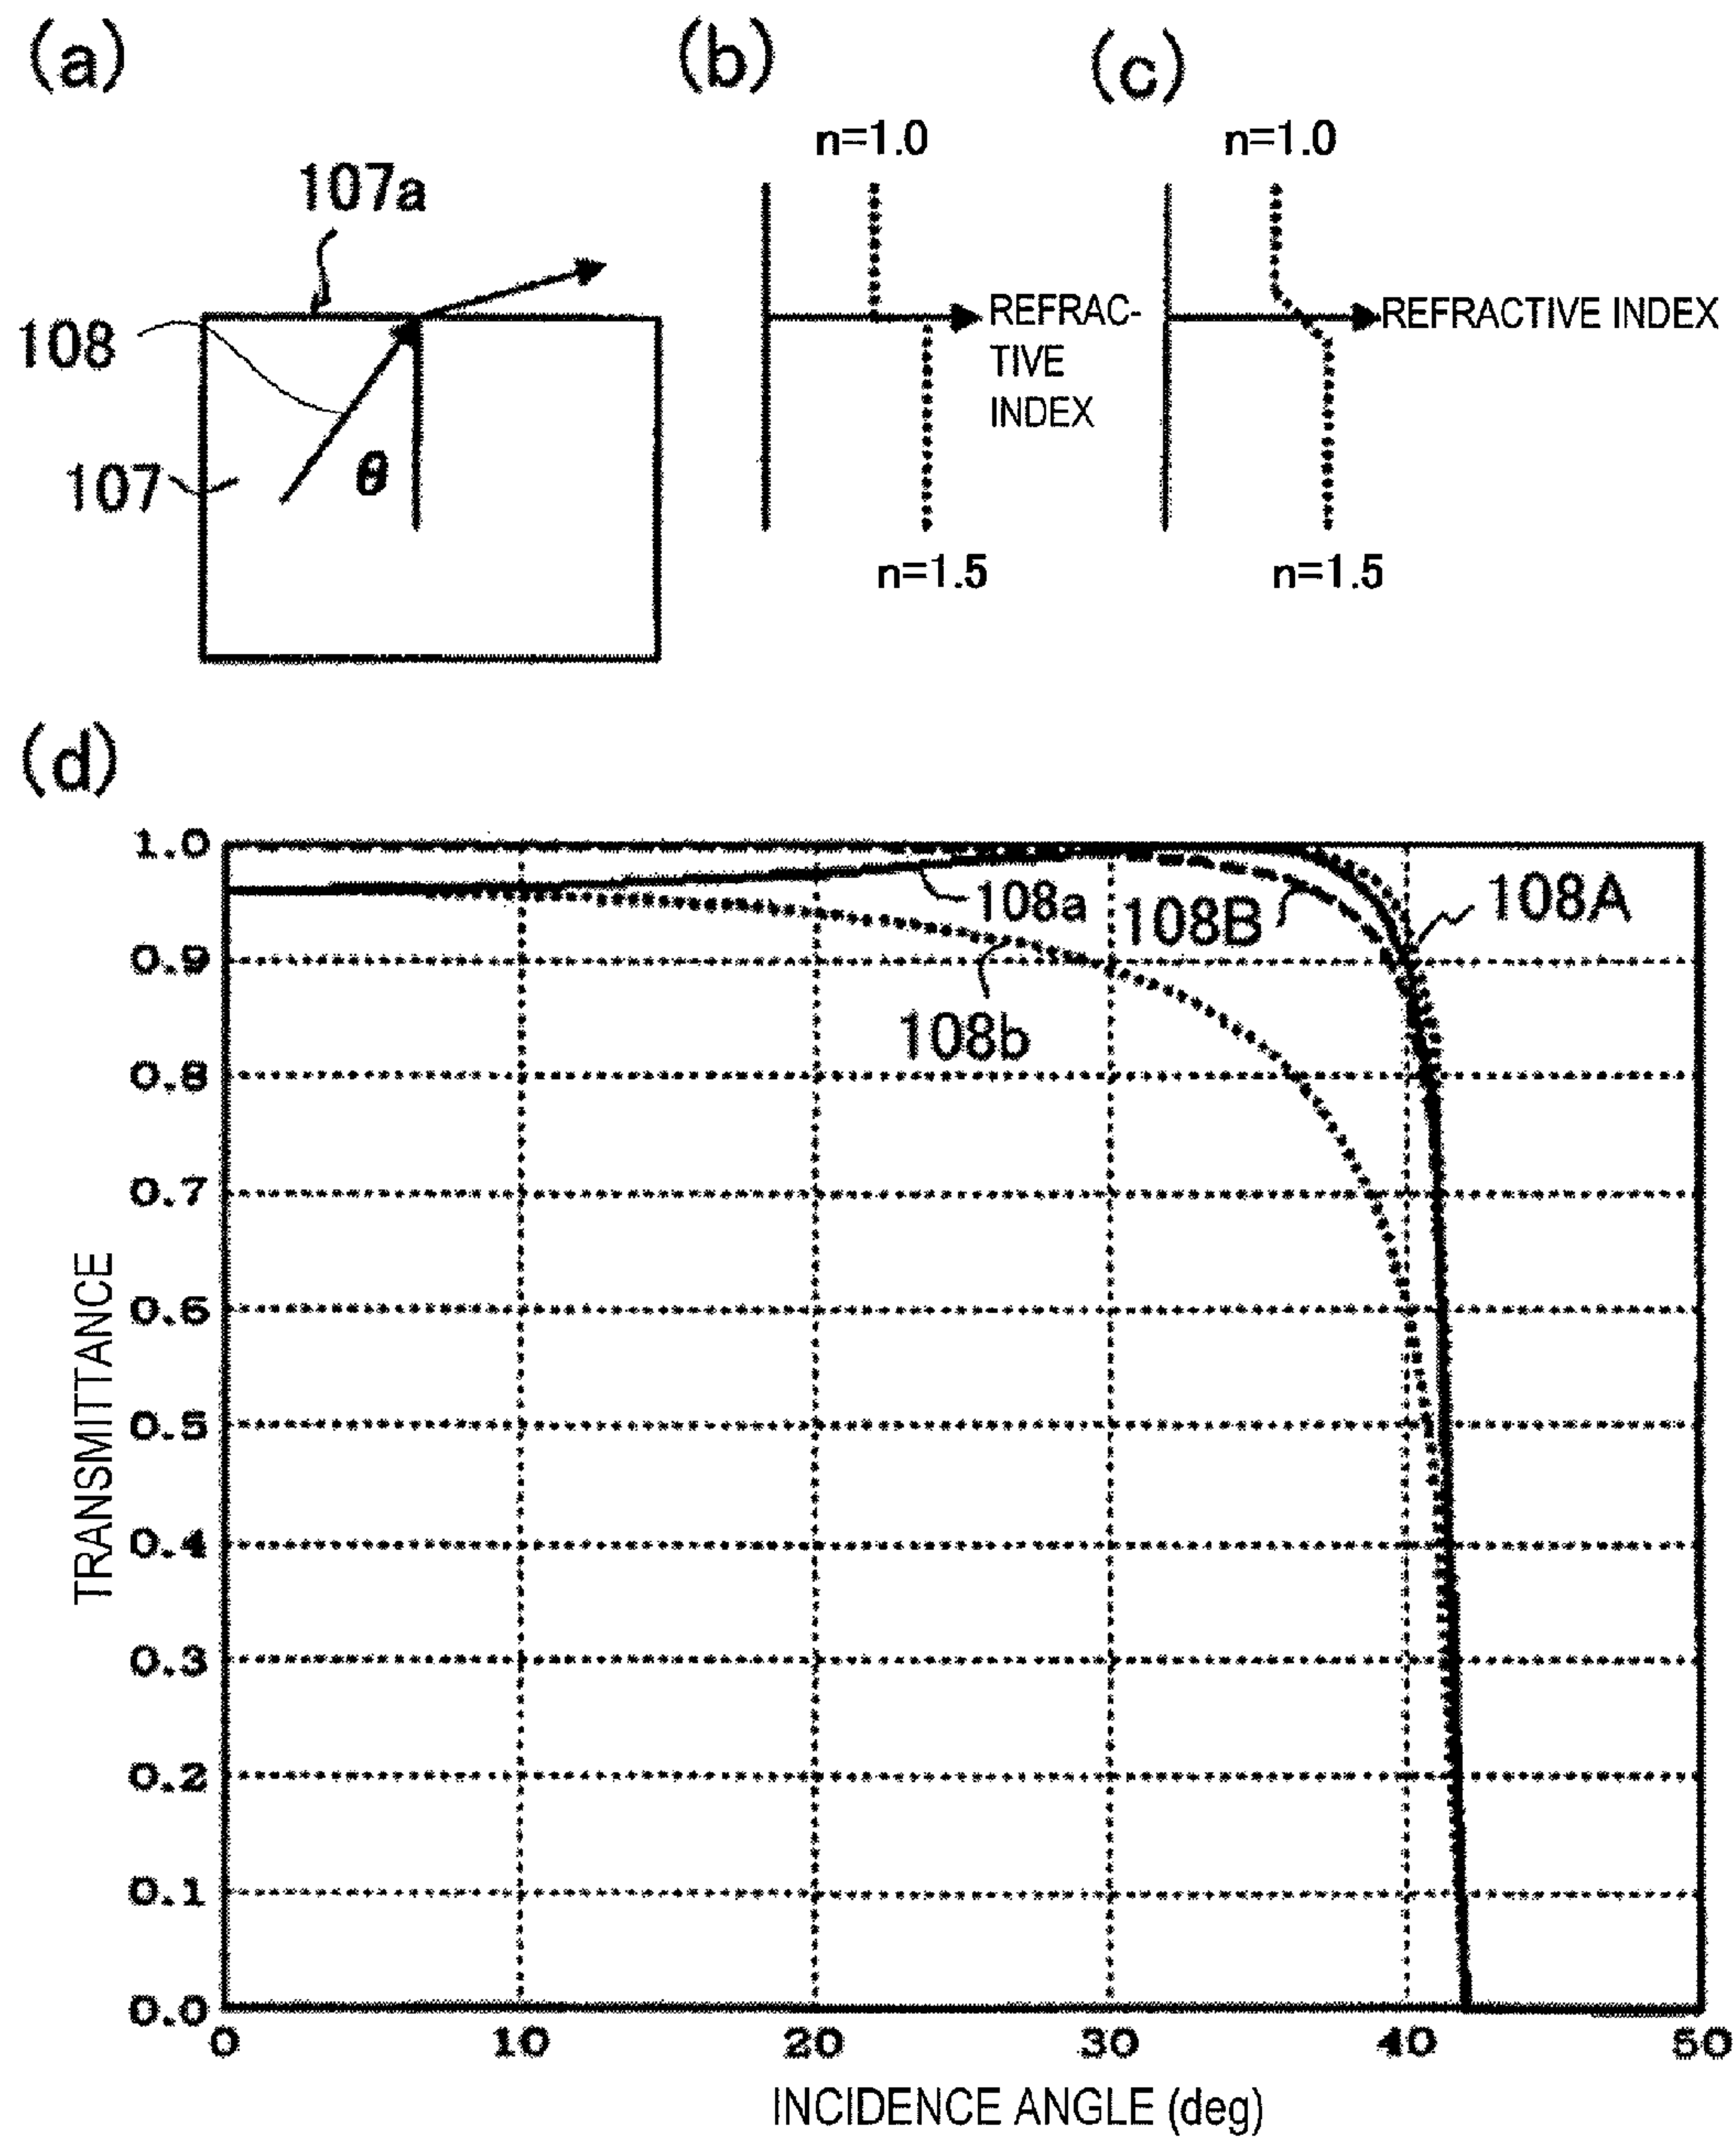 (a)
(b)
(c)
n=1.0
n=1.0
107a
108
REFRAC-
TIVE
INDEX
REFRACTIVE INDEX
107
θ
n=1.5
n=1.5
(d)
1.0
108a
108B
108A
0.9
108b
0.8
0.7
0.6
0.5
0.4
0.3
0.2
0.1
0.0
TRANSMITTANCE
0
10
20
30
40
50
INCIDENCE ANGLE (deg)